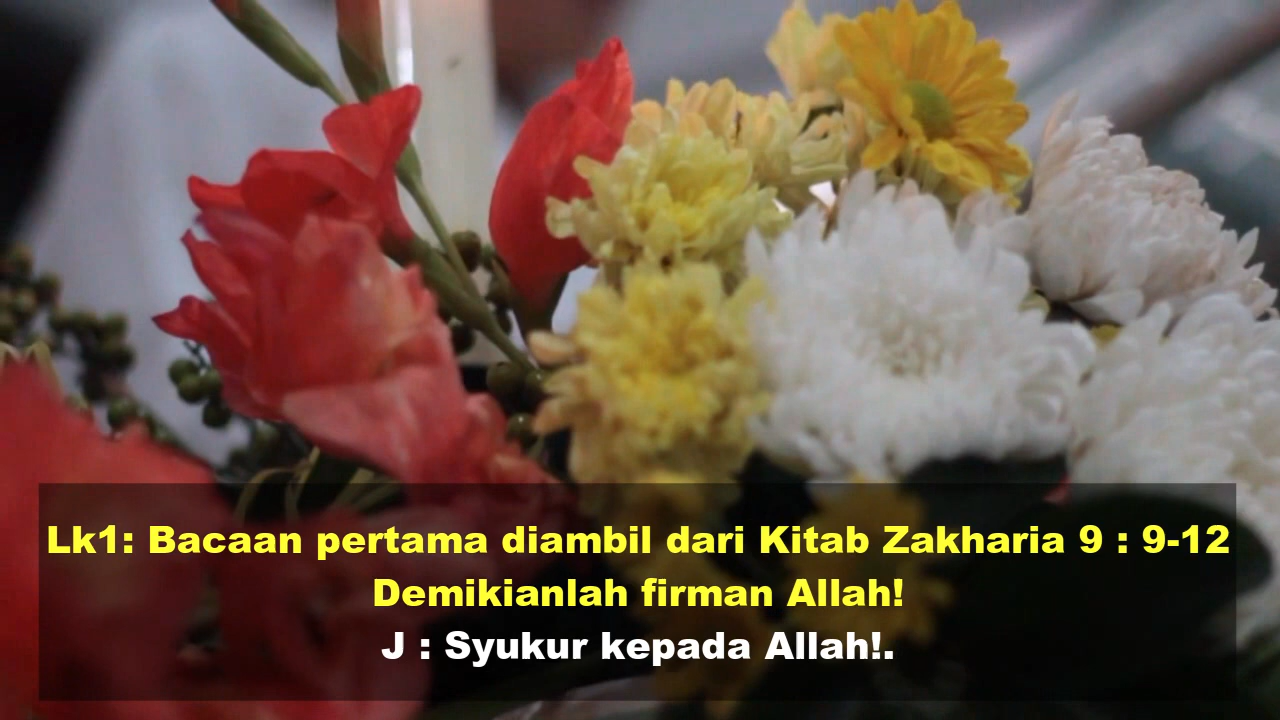 Lk1: Bacaan pertama diambil dari Kitab Zakharia 9 : 9-12
Demikianlah firman Allah!
J : Syukur kepada Allah!.